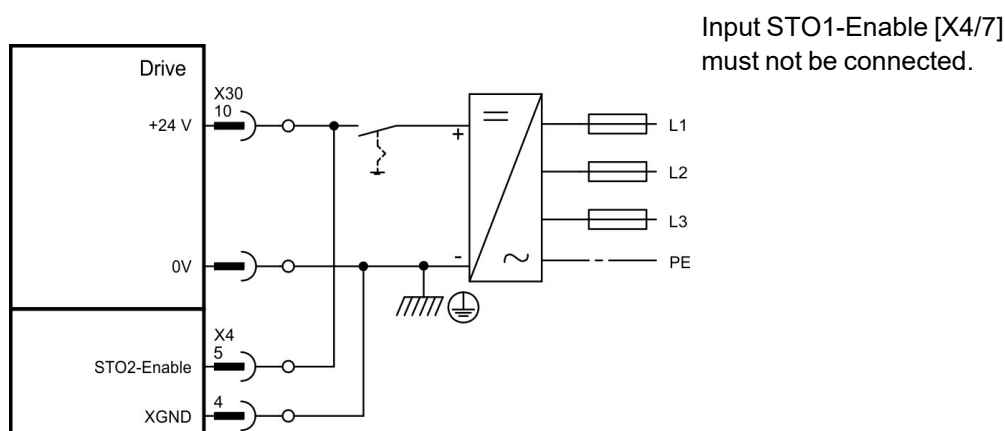 Input STO1-Enable [X4/7]
must not be connected.
Drive
X30
10
+24 V
+
L1
L2
L3
0V
-
PE
X4
5
STO2-Enable
4
XGND